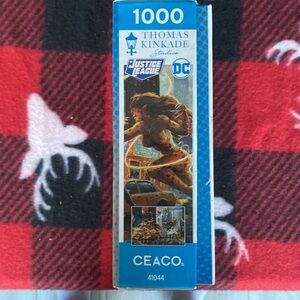 1000
THOMAS
KINKADE
Studios
JUSTICE
LEAGUE
DC
CEACO
41044